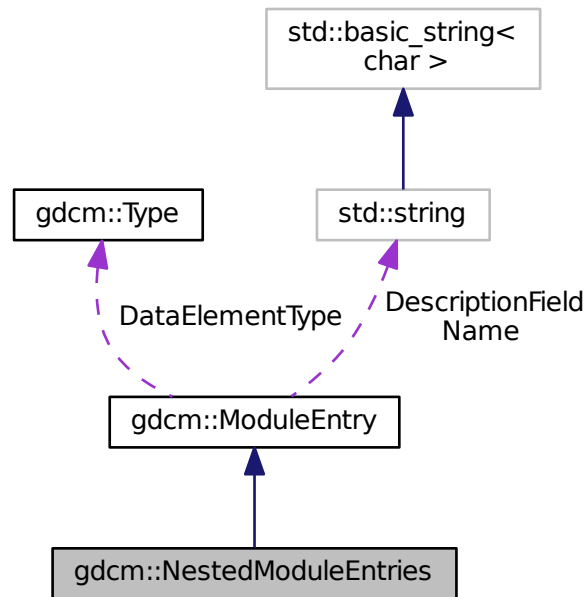 std::basic_string<
char >
gdcm::Type
std::string
DataElementType
DescriptionField
Name
gdcm::ModuleEntry
gdcm::NestedModuleEntries